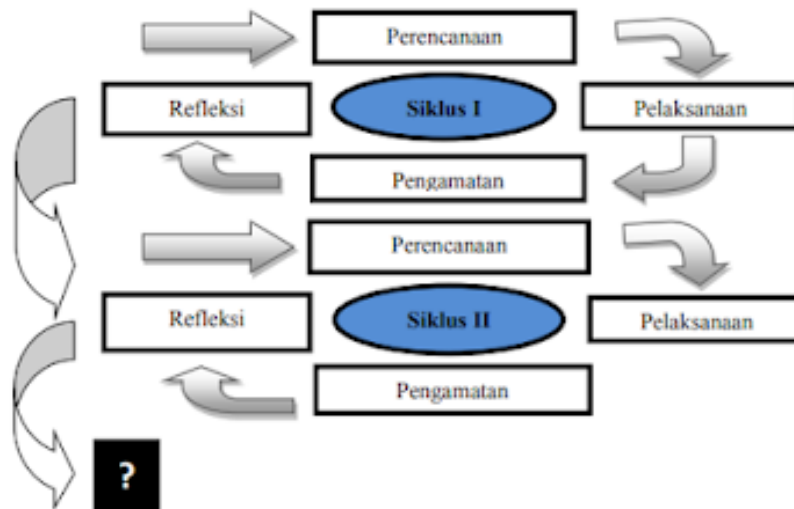 Perencanaan
Refleksi
Siklus I
Pelaksanaan
Pengamatan
Perencanaan
Refleksi
Siklus II
Pelaksanaan
Pengamatan
?